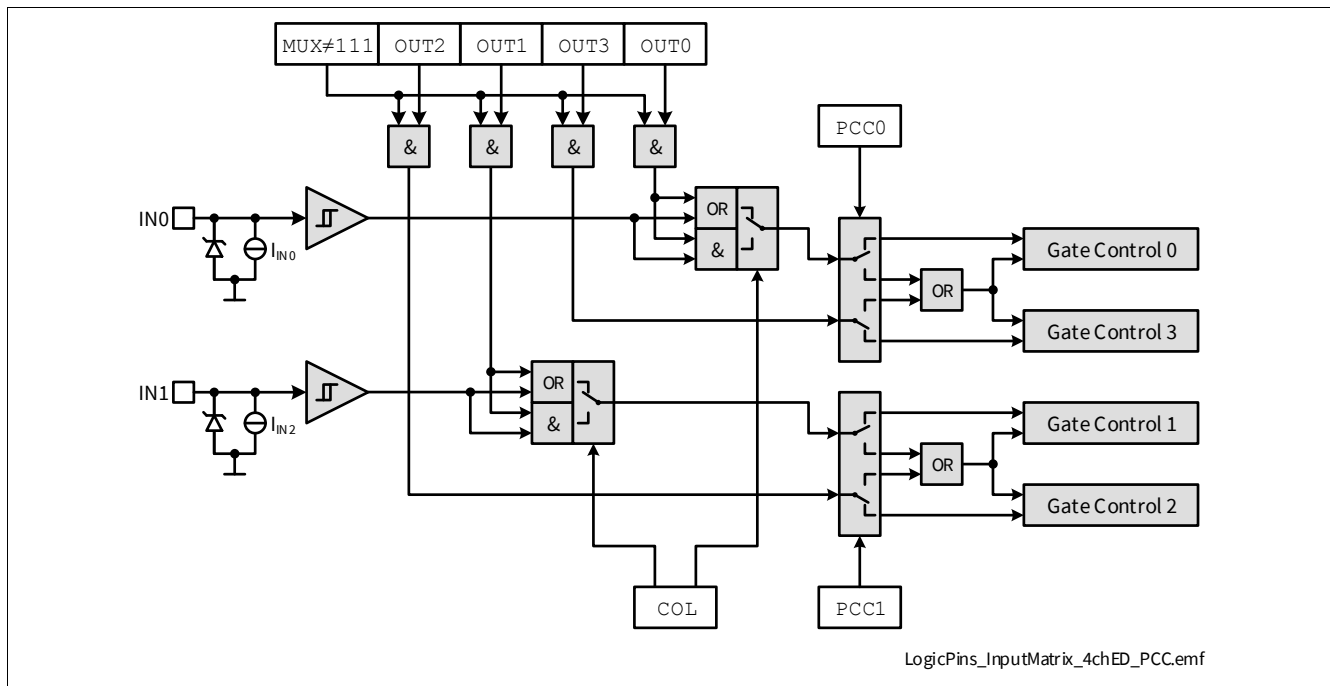 MUX≠111 OUT2 OUT1 OUT3 OUT0
PCC0
& & & &
IN0
I_IN0
OR
&
Gate Control 0
OR
Gate Control 3
IN1
I_IN2
OR
&
Gate Control 1
OR
Gate Control 2
COL
PCC1
LogicPins_InputMatrix_4chED_PCC.emf